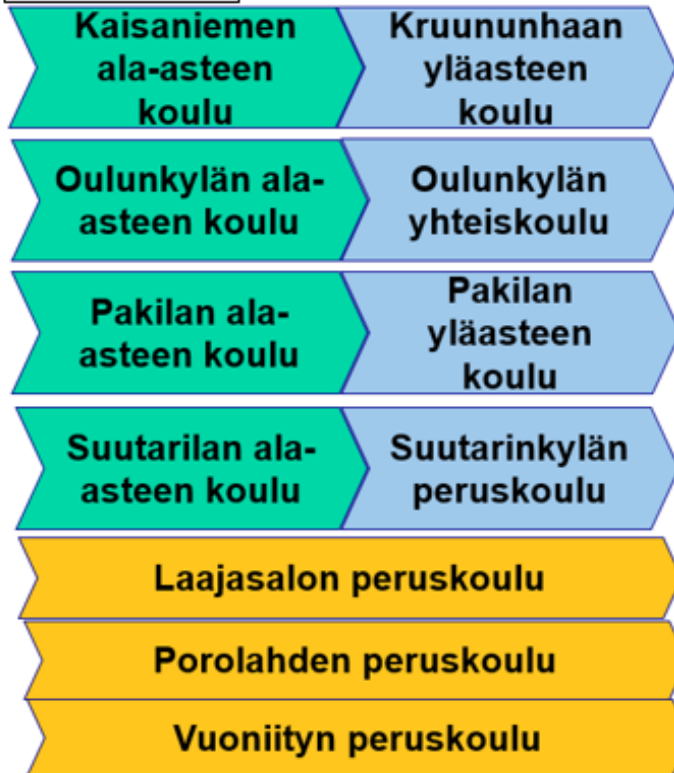 Kaisaniemen
ala-asteen
koulu
Kruununhaan
yläasteen
koulu
Oulunkylän ala-
asteen koulu
Oulunkylän
yhteiskoulu
Pakilan ala-
asteen koulu
Pakilan
yläasteen
koulu
Suutarilan ala-
asteen koulu
Suutarinkylän
peruskoulu
Laajasalon peruskoulu
Porolahden peruskoulu
Vuoniityn peruskoulu